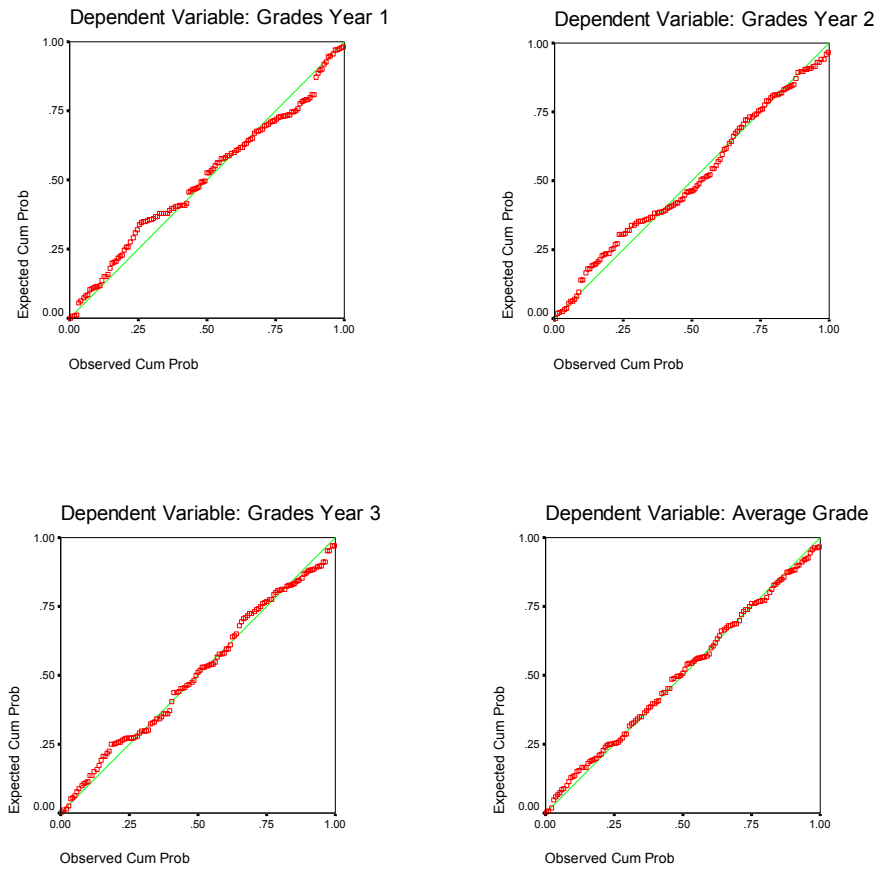 Dependent Variable: Grades Year 1
1.00
.75
.50
.25
0.00
Expected Cum Prob
0.00 .25 .50 .75 1.00
Observed Cum Prob
Dependent Variable: Grades Year 2
1.00
.75
.50
.25
0.00
Expected Cum Prob
0.00 .25 .50 .75 1.00
Observed Cum Prob
Dependent Variable: Grades Year 3
1.00
.75
.50
.25
0.00
Expected Cum Prob
0.00 .25 .50 .75 1.00
Observed Cum Prob
Dependent Variable: Average Grade
1.00
.75
.50
.25
0.00
Expected Cum Prob
0.00 .25 .50 .75 1.00
Observed Cum Prob